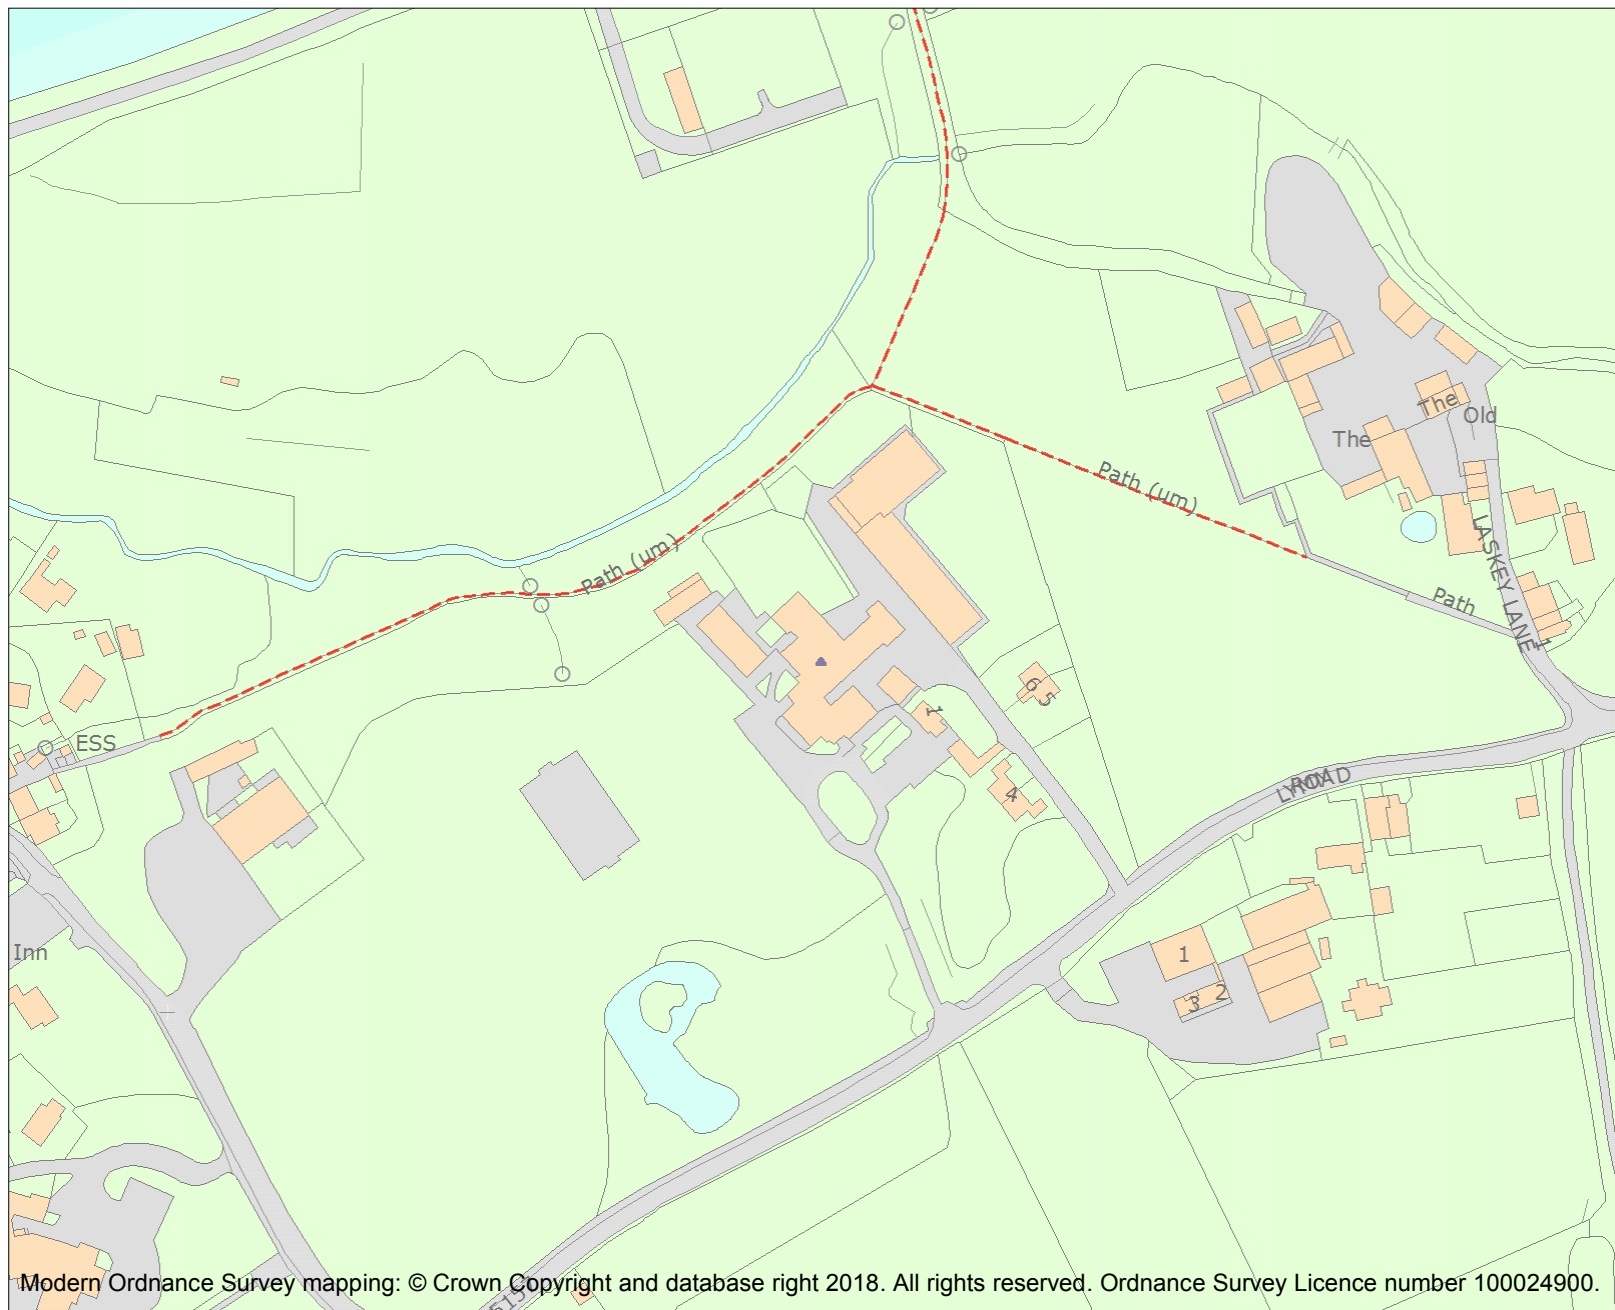 The
Old
The
Path (um)
LASKEY LANE
Path (um)
Path
1
6
5
1
ESS
LYMM
ROAD
4
Inn
1
2
3
Modern Ordnance Survey mapping: © Crown Copyright and database right 2018. All rights reserved. Ordnance Survey Licence number 100024900.